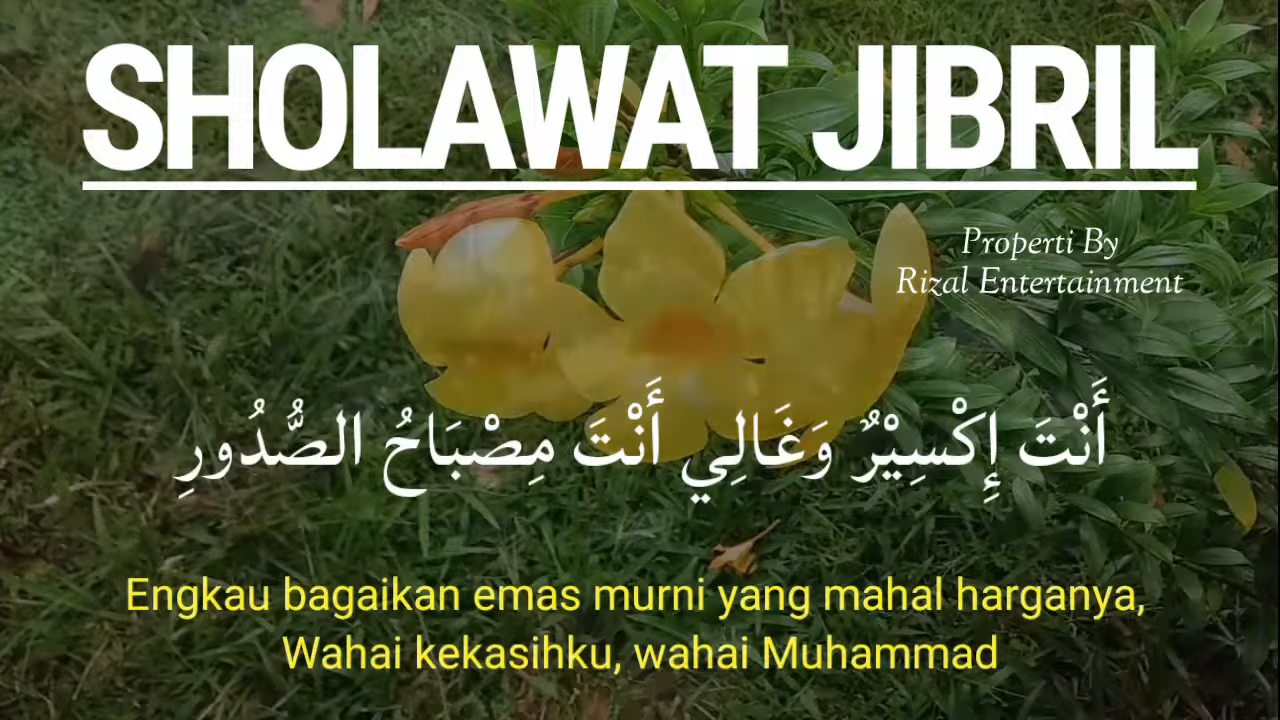 SHOLAWAT JIBRIL
Properti By
Rizal Entertainment
أَنْتَ إِكْسِيْرٌ وَغَالِي أَنْتَ مِصْبَاحُ الصُّدُورِ
Engkau bagaikan emas murni yang mahal harganya,
Wahai kekasihku, wahai Muhammad